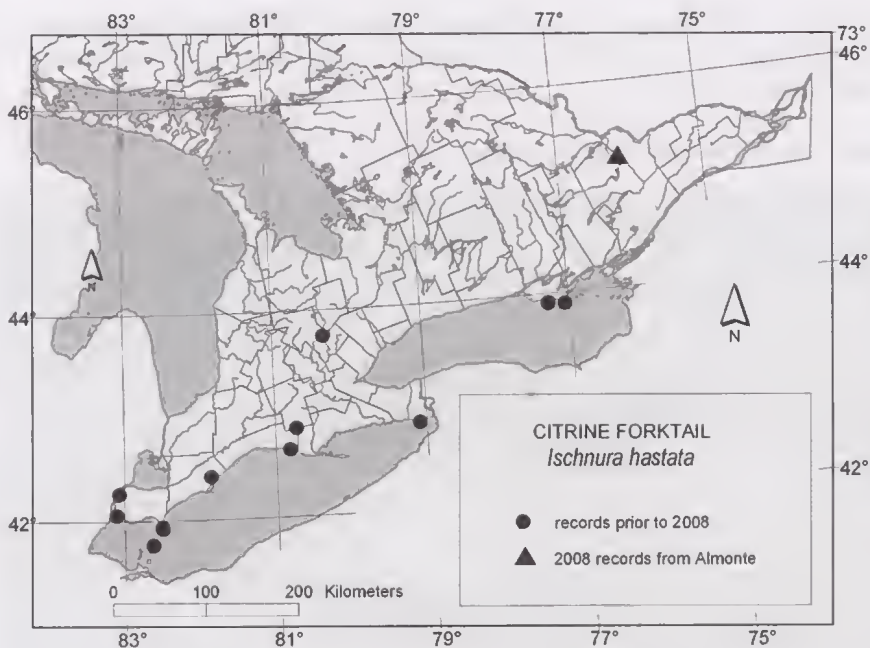 83° 81° 79° 77° 75° 73°
46°
46°
44°
44°
42°
42°
N
N
CITRINE FORKTAIL
Ischnura hastata
records prior to 2008
2008 records from Almonte
0 100 200 Kilometers
83° 81° 79° 77° 75°